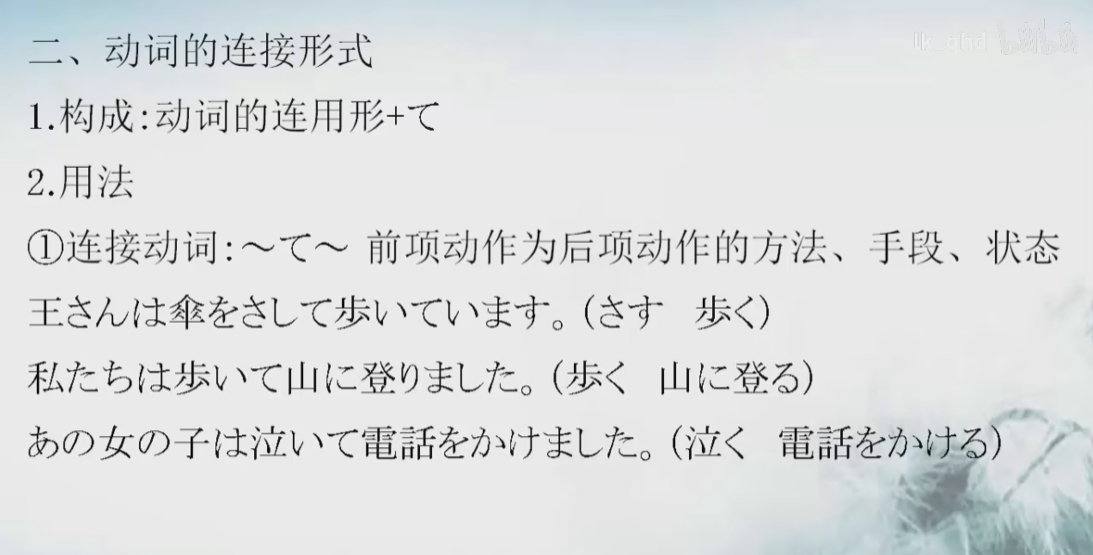 二、动词的连接形式
1.构成:动词的连用形+て
2.用法
①连接动词:～て～ 前项动作为后项动作的方法、手段、状态
王さんは傘をさして歩いています。(さす 歩く)
私たちは歩いて山に登りました。(歩く 山に登る)
あの女の子は泣いて電話をかけました。(泣く 電話をかける)